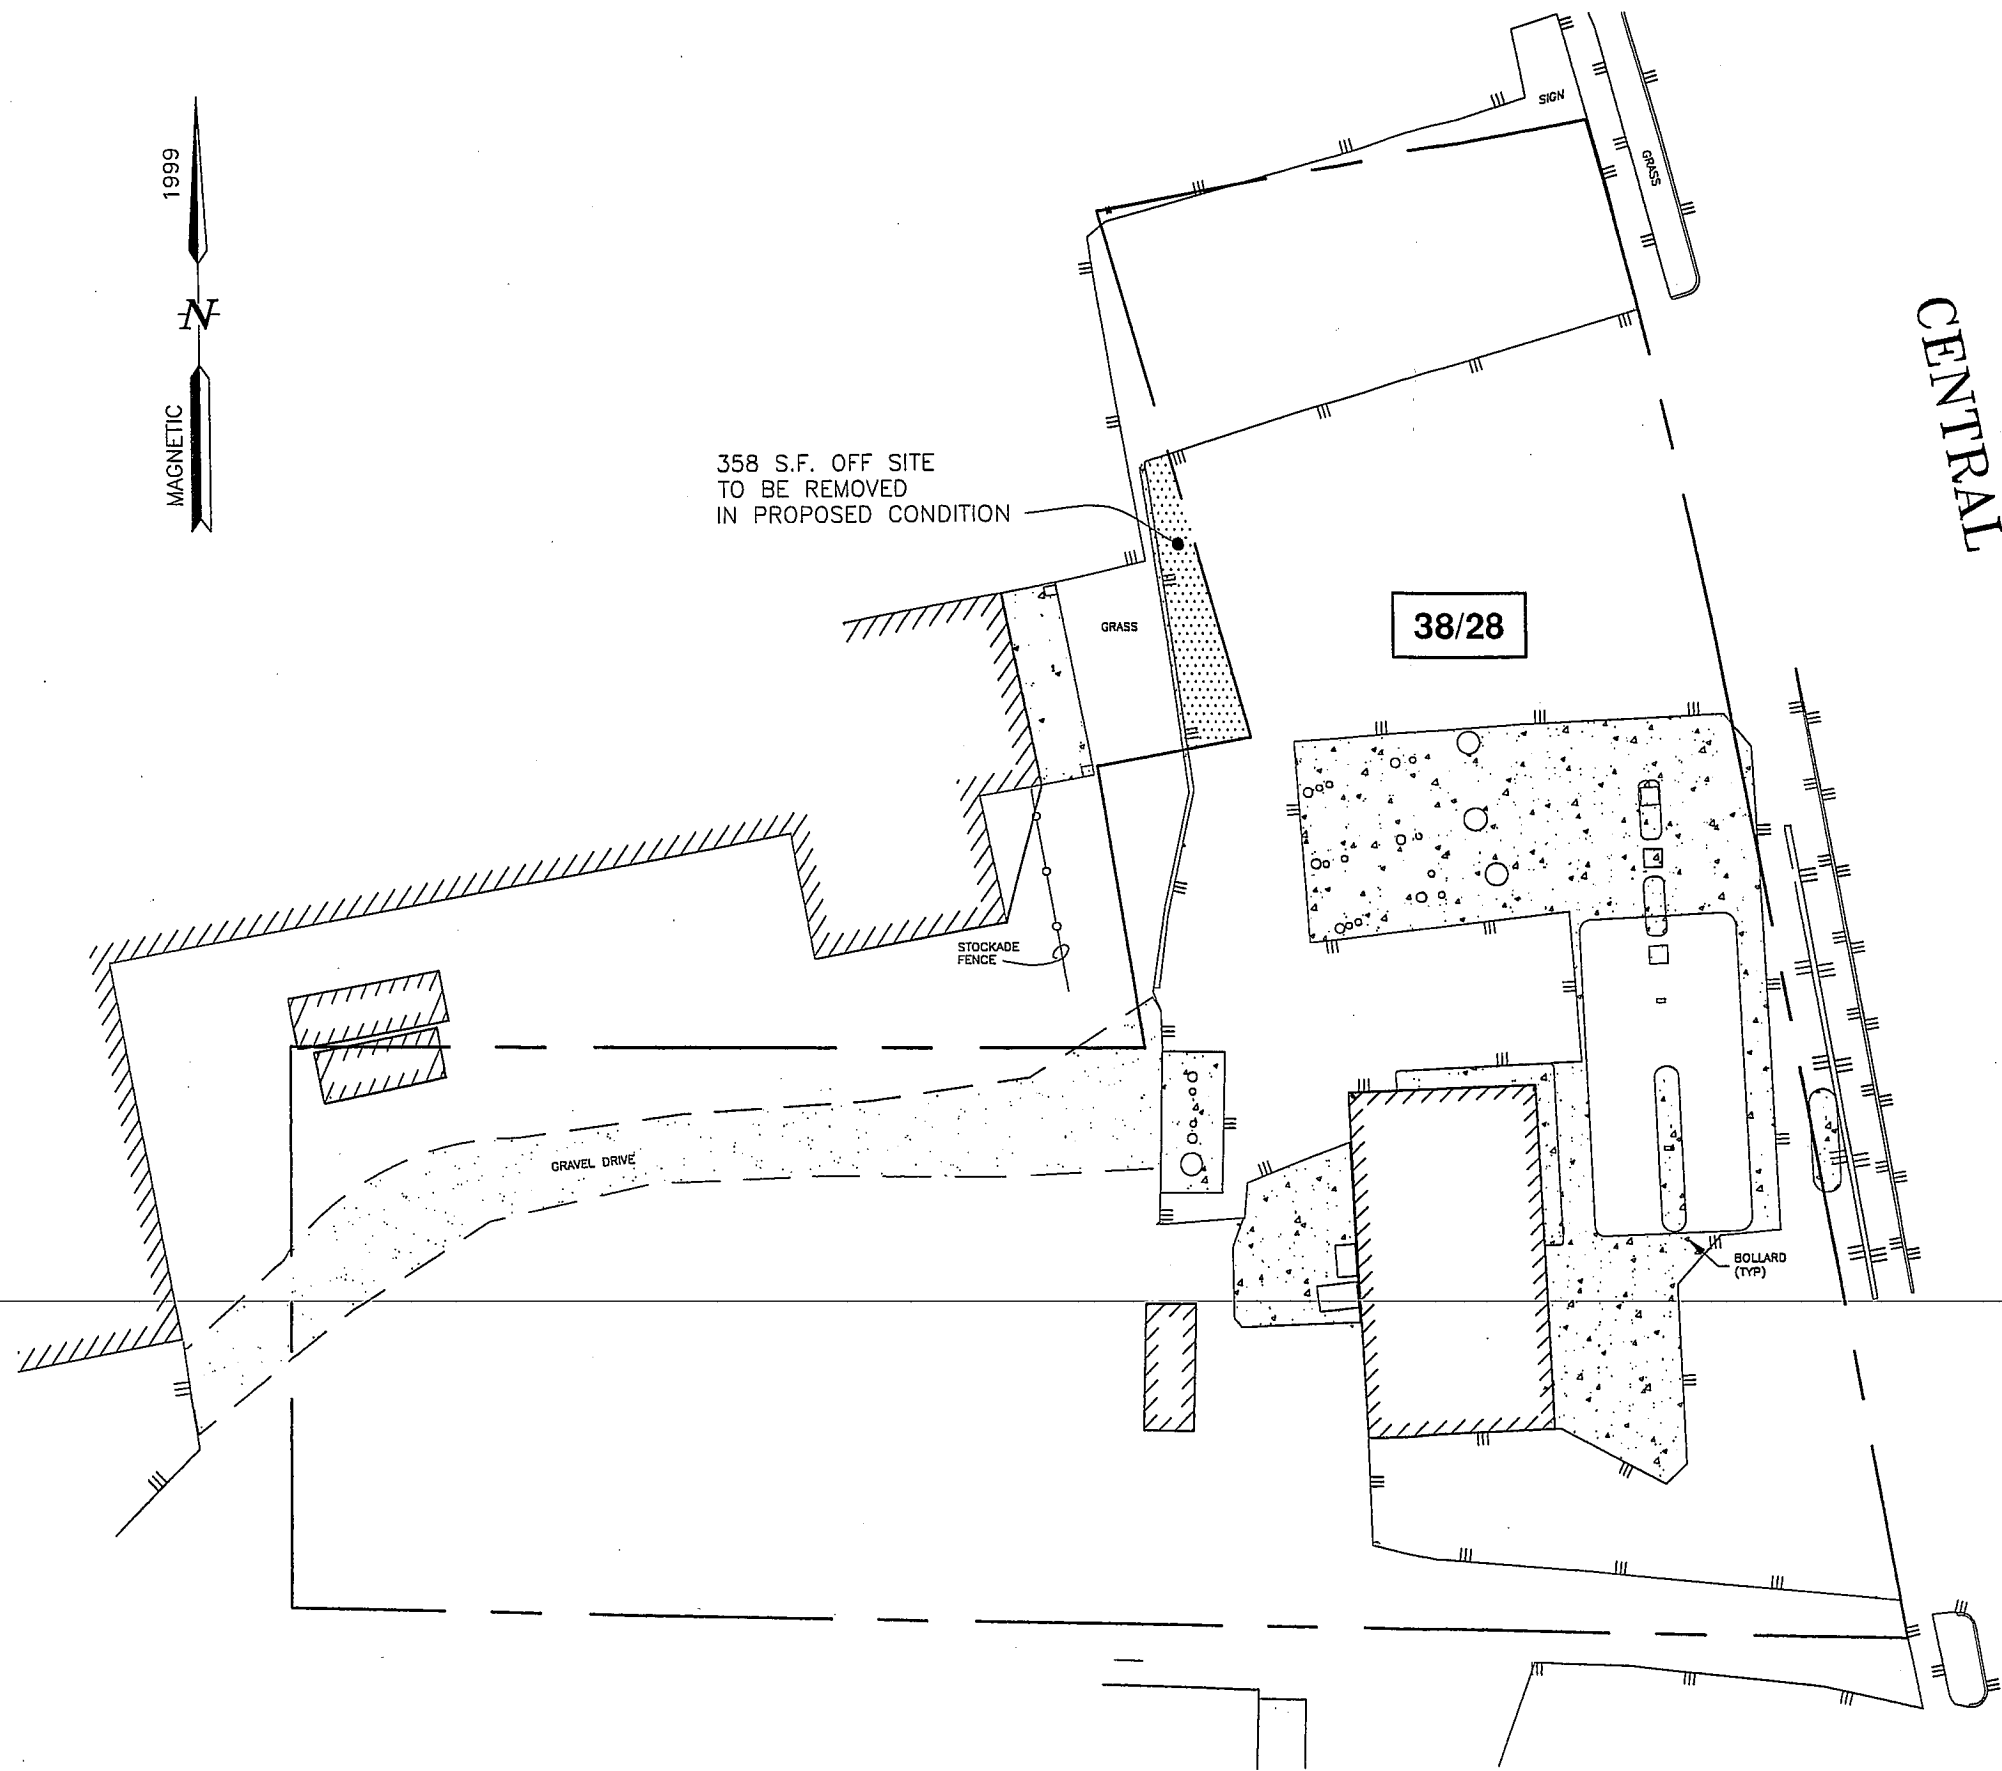 SIGN
GRASS
1999
N
MAGNETIC
CENTRAL
358 S.F. OFF SITE
TO BE REMOVED
IN PROPOSED CONDITION
38/28
GRASS
STOCKADE
FENCE
GRAVEL DRIVE
BOLLARD
(TYP)